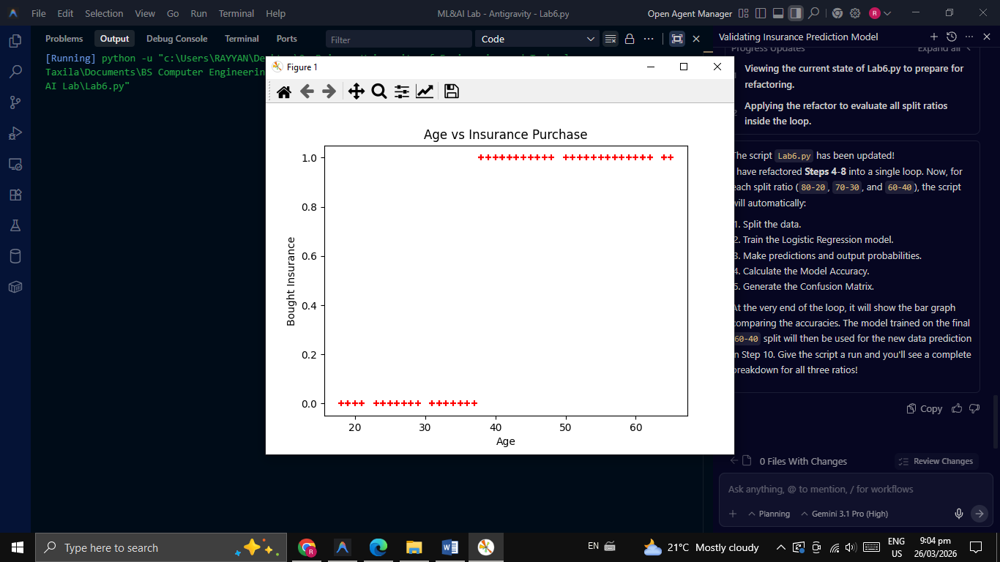 File Edit Selection View Go Run Terminal Help
ML&AI Lab - Antigravity - Lab6.py
Open Agent Manager
R
Problems Output Debug Console Terminal Ports
Filter
Code
[Running] python -u "c:\Users\RAYYAN\
Taxila\Documents\BS Computer
AI Lab\Lab6.py"
Figure 1
Age vs Insurance Purchase
Bought Insurance
1.0
0.8
0.6
0.4
0.2
0.0
20 30 40 50 60
Age
Validating Insurance Prediction Model
Progress Updates
Expand all
Viewing the current state of Lab6.py to prepare for
refactoring.
2
Applying the refactor to evaluate all split ratios
inside the loop.
The script Lab6.py has been updated!
have refactored Steps 4-8 into a single loop. Now, for
each split ratio (80-20, 70-30, and 60-40), the script
will automatically:
1. Split the data.
2. Train the Logistic Regression model.
3. Make predictions and output probabilities.
4. Calculate the Model Accuracy.
5. Generate the Confusion Matrix.
At the very end of the loop, it will show the bar graph
comparing the accuracies. The model trained on the final
60-40 split will then be used for the new data prediction
in Step 10. Give the script a run and you'll see a complete
breakdown for all three ratios!
Copy
0 Files With Changes
Review Changes
Ask anything, @ to mention, / for workflows
Planning
Gemini 3.1 Pro (High)
Type here to search
R
EN
21°C Mostly cloudy
ENG
US
9:04 pm
26/03/2026